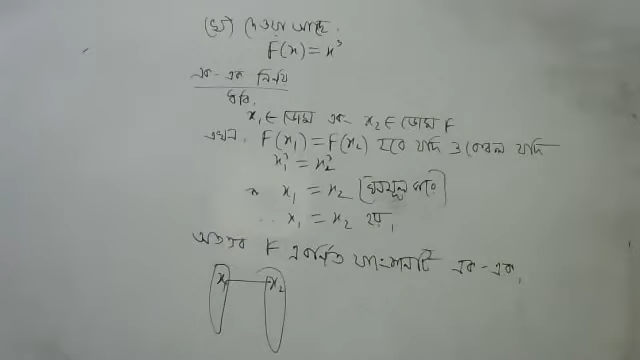 দেওয়া আছে,
F(x) = x³
এক-এক নির্ণয়
ধরি,
x₁ ∈ ডোম এবং x₂ ∈ ডোম F
এখন, F(x₁) = F(x₂) হবে যদি ও কেবল যদি
x₁³ = x₂³
x₁ = x₂ [ঘনমূল করে]
∴ x₁ = x₂ হয়,
অতএব F বর্ণিত ফাংশনটি এক-এক,
x₁ x₂